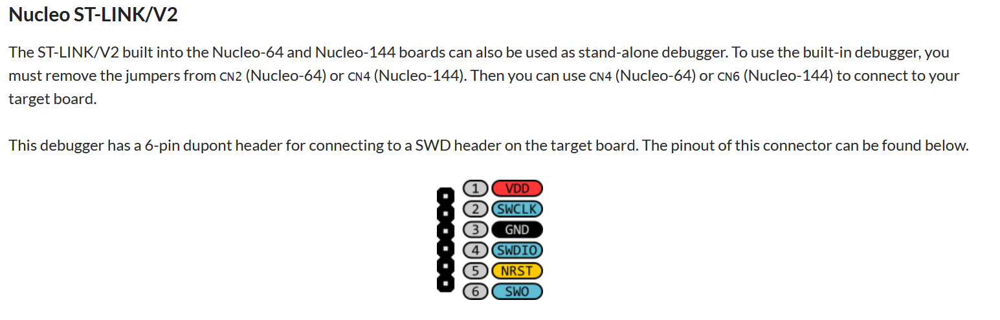 Nucleo ST-LINK/V2
The ST-LINK/V2 built into the Nucleo-64 and Nucleo-144 boards can also be used as stand-alone debugger. To use the built-in debugger, you
must remove the jumpers from CN2 (Nucleo-64) or CN4 (Nucleo-144). Then you can use CN4 (Nucleo-64) or CN6 (Nucleo-144) to connect to your
target board.
This debugger has a 6-pin dupont header for connecting to a SWD header on the target board. The pinout of this connector can be found below.
1 VDD
2 SWCLK
3 GND
4 SWDIO
5 NRST
6 SWO